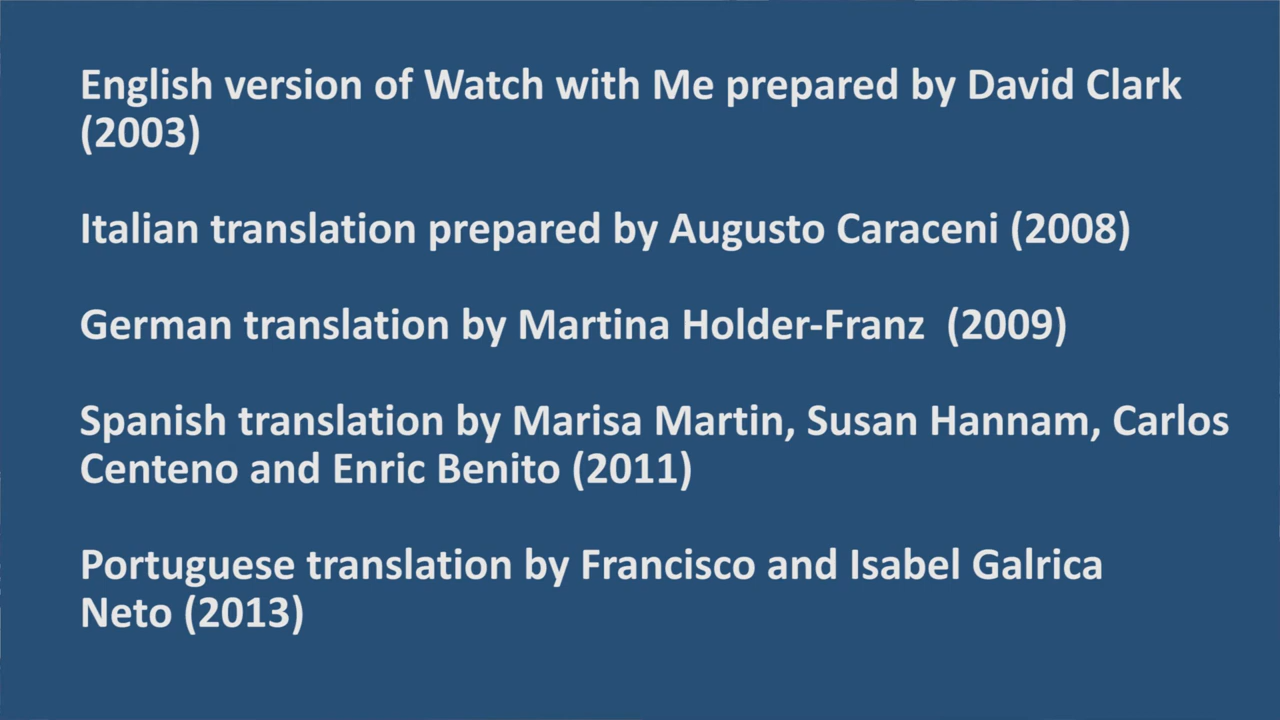 English version of Watch with Me prepared by David Clark
(2003)
Italian translation prepared by Augusto Caraceni (2008)
German translation by Martina Holder-Franz  (2009)
Spanish translation by Marisa Martin, Susan Hannam, Carlos
Centeno and Enric Benito (2011)
Portuguese translation by Francisco and Isabel Galrica
Neto (2013)